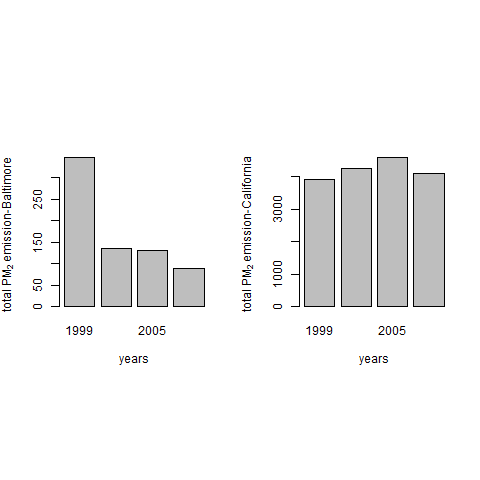 total PM2 emission-Baltimore
250
150
50
0
1999 2005
years
total PM2 emission-California
3000
1000
0
1999 2005
years